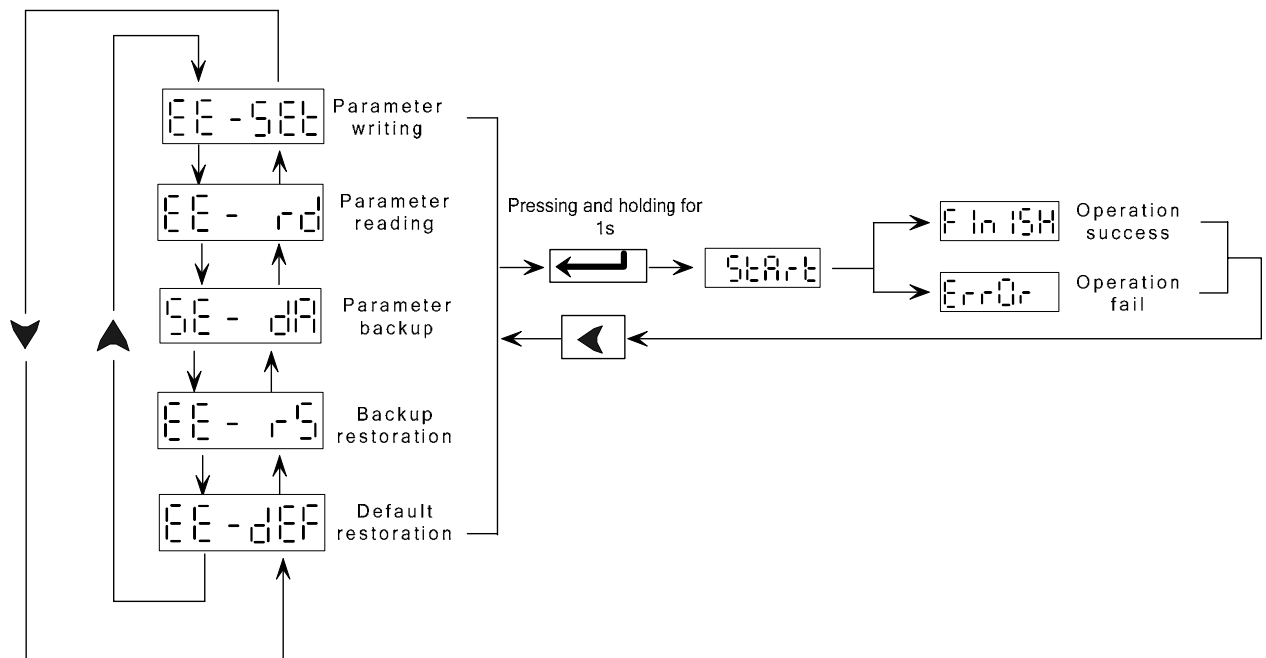 EE-SEt
Parameter
writing
EE- rd
Parameter
reading
SE- dA
Parameter
backup
EE- rS
Backup
restoration
EE-dEF
Default
restoration
Pressing and holding for
1s
StArt
FInISH
Operation
success
ErrOr
Operation
fail